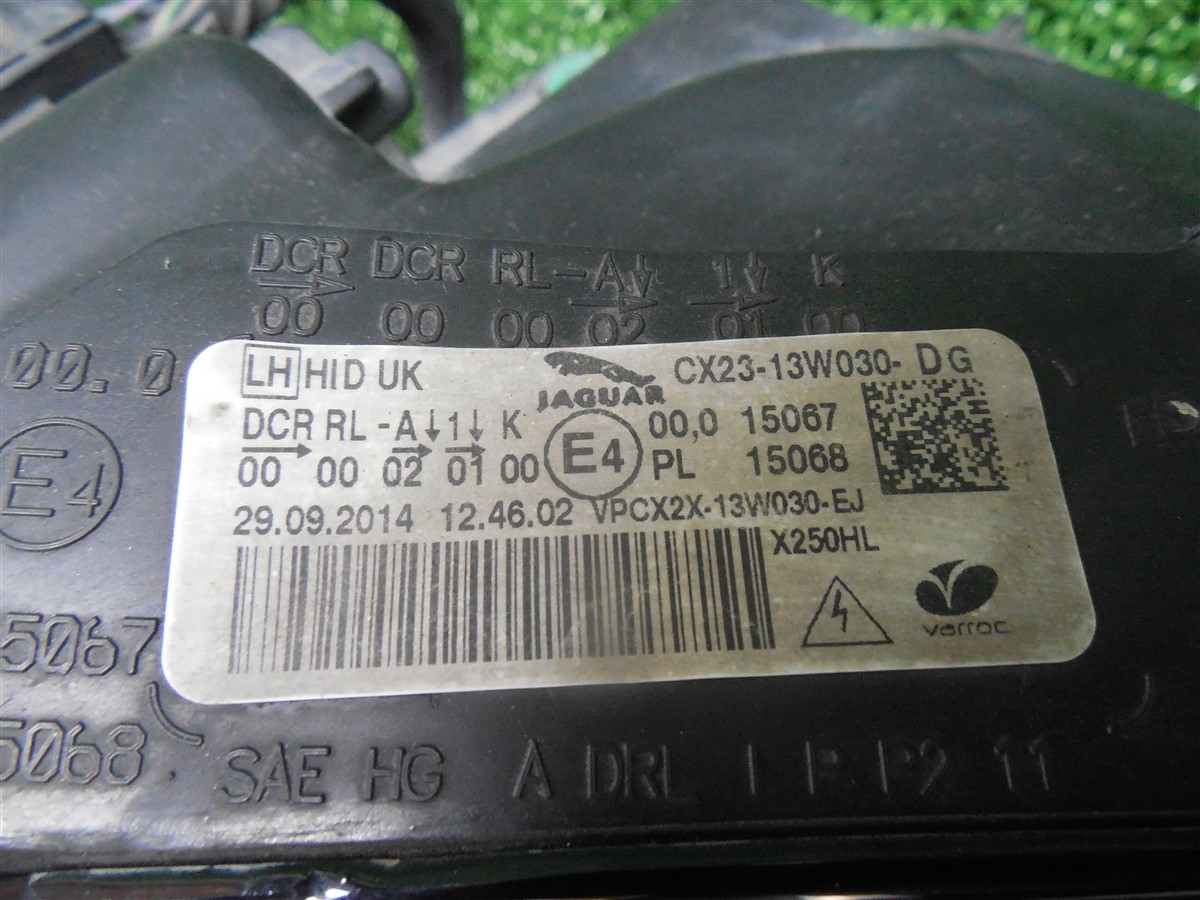 DCR DCR RL-A↓ 1↓ K
00 00 00 02 01 00
00.0
E4
LH HID UK JAGUAR CX23-13W030- DG
DCR RL -A↓1↓ K E4 00,0 15067
00 00 02 01 00 PL 15068
29.09.2014 12.46.02 VPCX2X-13W030-EJ
X250HL
varroc
5067
5068
SAE HG A DRL I P P2 11